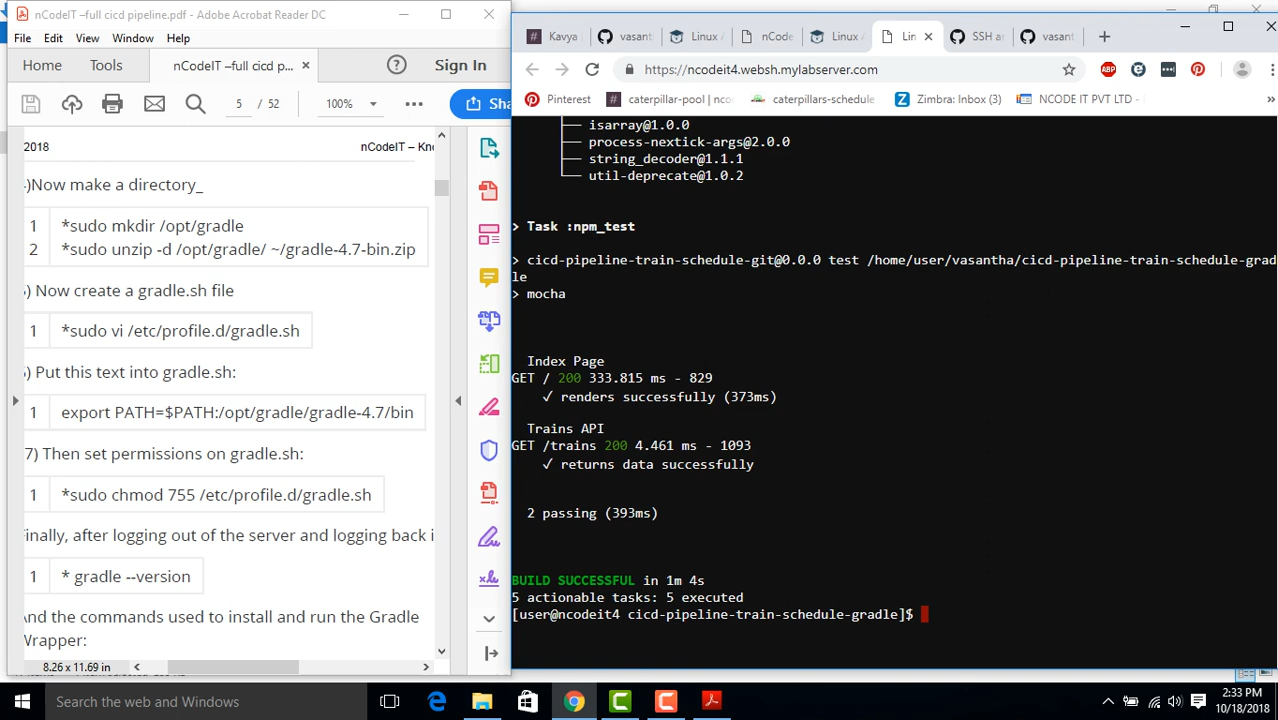 nCodeIT –full cicd pipeline.pdf - Adobe Acrobat Reader DC
File Edit View Window Help
Home Tools nCodeIT –full cicd p... × ? Sign In
5 / 52 100% Sha
2018 nCodeIT – Kno
)Now make a directory_
1 *sudo mkdir /opt/gradle
2 *sudo unzip -d /opt/gradle/ ~/gradle-4.7-bin.zip
) Now create a gradle.sh file
1 *sudo vi /etc/profile.d/gradle.sh
) Put this text into gradle.sh:
1 export PATH=$PATH:/opt/gradle/gradle-4.7/bin
7) Then set permissions on gradle.sh:
1 *sudo chmod 755 /etc/profile.d/gradle.sh
inally, after logging out of the server and logging back i
1 * gradle --version
And the commands used to install and run the Gradle
Wrapper:
8.26 x 11.69 in
Kavya vasanth Linux A nCode Linux A Lin SSH an vasant
https://ncodeit4.websh.mylabserver.com
ABP
Pinterest caterpillar-pool | nco caterpillars-schedule Zimbra: Inbox (3) NCODE IT PVT LTD - »
├── isarray@1.0.0
├── process-nextick-args@2.0.0
├── string_decoder@1.1.1
└── util-deprecate@1.0.2
> Task :npm_test
> cicd-pipeline-train-schedule-git@0.0.0 test /home/user/vasantha/cicd-pipeline-train-schedule-grad
le
> mocha
Index Page
GET / 200 333.815 ms - 829
✓ renders successfully (373ms)
Trains API
GET /trains 200 4.461 ms - 1093
✓ returns data successfully
2 passing (393ms)
BUILD SUCCESSFUL in 1m 4s
5 actionable tasks: 5 executed
[user@ncodeit4 cicd-pipeline-train-schedule-gradle]$
Search the web and Windows
2:33 PM
10/18/2018